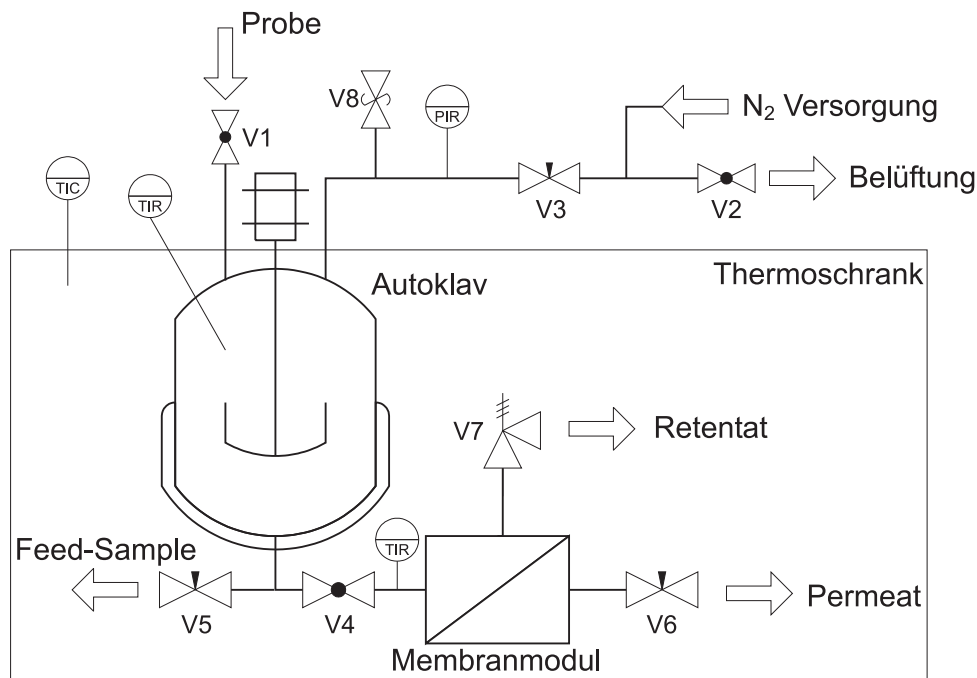 Probe
V1
V8
PIR
N₂ Versorgung
V3
V2
Belüftung
TIC
TIR
Autoklav
Thermoschrank
V7
Retentat
Feed-Sample
TIR
V5
V4
V6
Permeat
Membranmodul